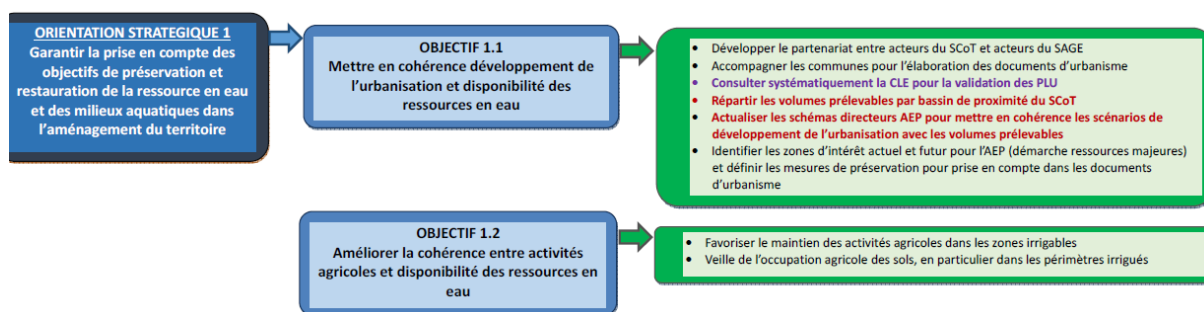 ORIENTATION STRATEGIQUE 1
Garantir la prise en compte des
objectifs de préservation et
restauration de la ressource en eau
et des milieux aquatiques dans
l'aménagement du territoire
OBJECTIF 1.1
Mettre en cohérence développement de
l'urbanisation et disponibilité des
ressources en eau
• Développer le partenariat entre acteurs du SCoT et acteurs du SAGE
• Accompagner les communes pour l'élaboration des documents d'urbanisme
• Consulter systématiquement la CLE pour la validation des PLU
• Répartir les volumes prélevables par bassin de proximité du SCoT
• Actualiser les schémas directeurs AEP pour mettre en cohérence les scénarios de
développement de l'urbanisation avec les volumes prélevables
• Identifier les zones d'intérêt actuel et futur pour l'AEP (démarche ressources majeures)
et définir les mesures de préservation pour prise en compte dans les documents
d'urbanisme
OBJECTIF 1.2
Améliorer la cohérence entre activités
agricoles et disponibilité des ressources en
eau
• Favoriser le maintien des activités agricoles dans les zones irrigables
• Veille de l'occupation agricole des sols, en particulier dans les périmètres irrigués